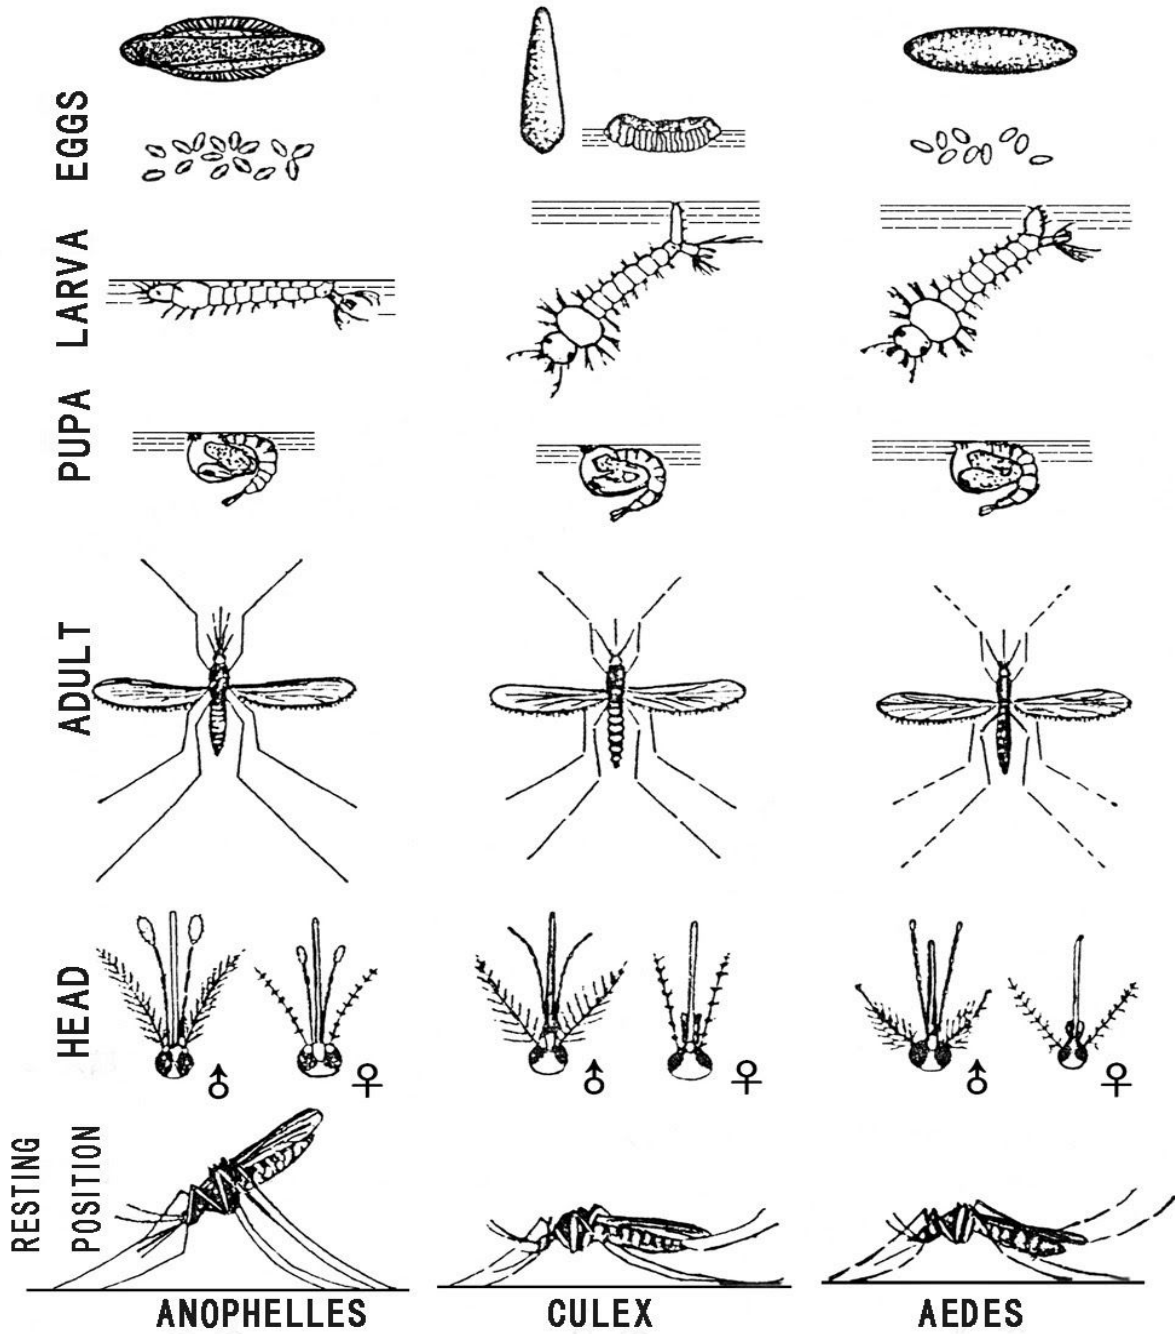 EGGS
LARVA
PUPA
ADULT
HEAD
♂ ♀ ♂ ♀ ♂ ♀
RESTING
POSITION
ANOPHELLES CULEX AEDES